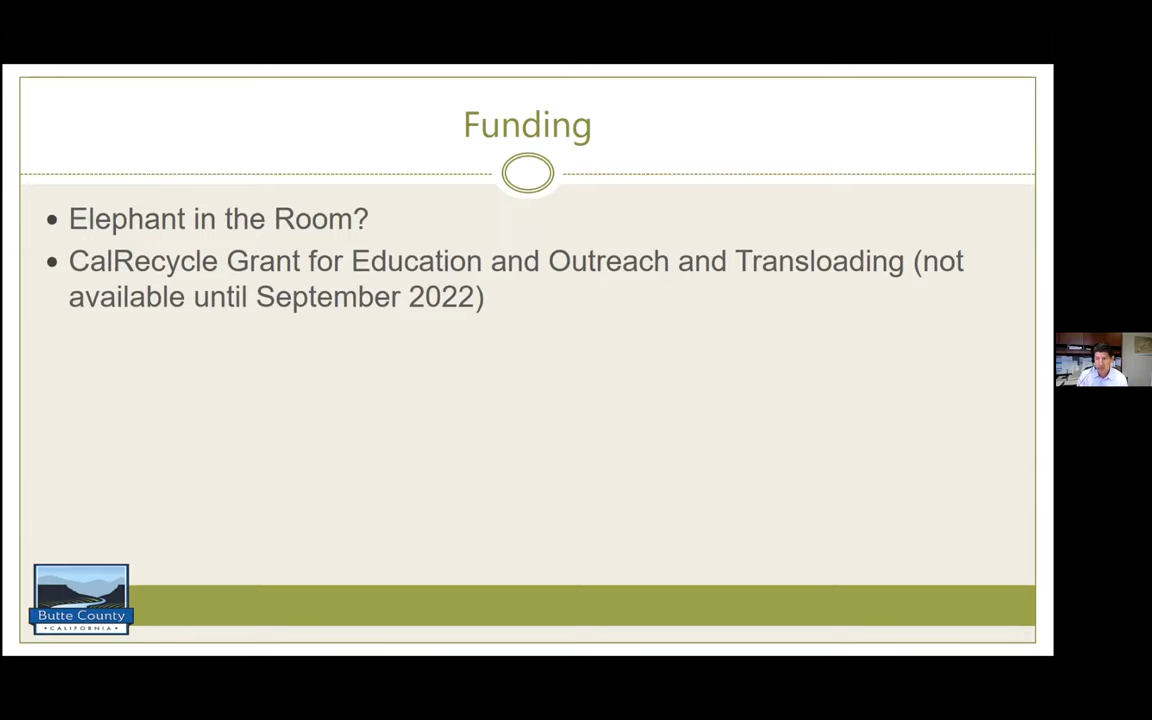 Funding
• Elephant in the Room?
• CalRecycle Grant for Education and Outreach and Transloading (not
available until September 2022)
Butte County
•CALIFORNIA•